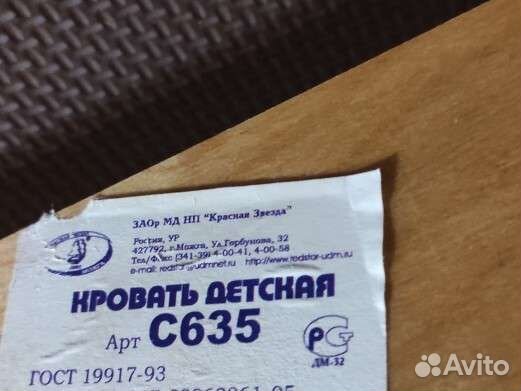 ЗАОр МД НП "Красная Звезда"
Россия, УР
427792, г.Можга, Ул.Горбунова, 32
Тел/Факс (341-39) 4-00-41, 4-00-58
http://www.redstar-udm.ru
КРОВАТЬ ДЕТСКАЯ
Арт С635
РСТ
ДМ-32
ГОСТ 19917-93
Avito